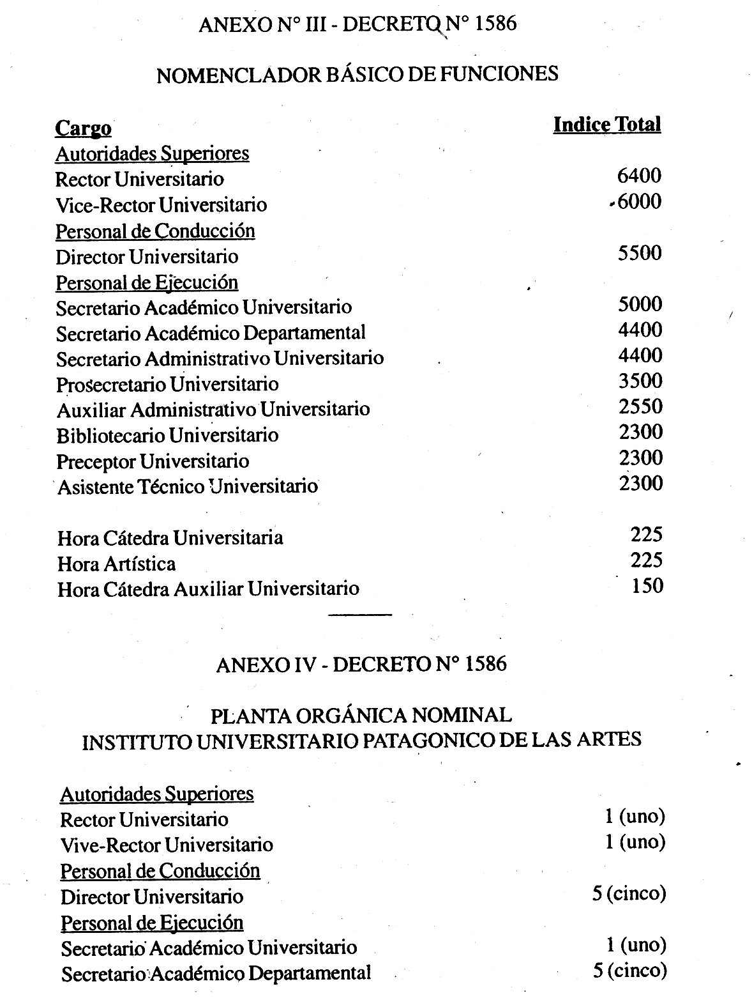 ANEXO N° III - DECRETO N° 1586
NOMENCLADOR BÁSICO DE FUNCIONES
Cargo Indice Total
Autoridades Superiores
Rector Universitario 6400
Vice-Rector Universitario 6000
Personal de Conducción
Director Universitario 5500
Personal de Ejecución
Secretario Académico Universitario 5000
Secretario Académico Departamental 4400
Secretario Administrativo Universitario 4400
Prosecretario Universitario 3500
Auxiliar Administrativo Universitario 2550
Bibliotecario Universitario 2300
Preceptor Universitario 2300
Asistente Técnico Universitario 2300
Hora Cátedra Universitaria 225
Hora Artística 225
Hora Cátedra Auxiliar Universitario 150
ANEXO IV - DECRETO N° 1586
PLANTA ORGÁNICA NOMINAL
INSTITUTO UNIVERSITARIO PATAGONICO DE LAS ARTES
Autoridades Superiores
Rector Universitario 1 (uno)
Vive-Rector Universitario 1 (uno)
Personal de Conducción
Director Universitario 5 (cinco)
Personal de Ejecución
Secretario Académico Universitario 1 (uno)
Secretario Académico Departamental 5 (cinco)